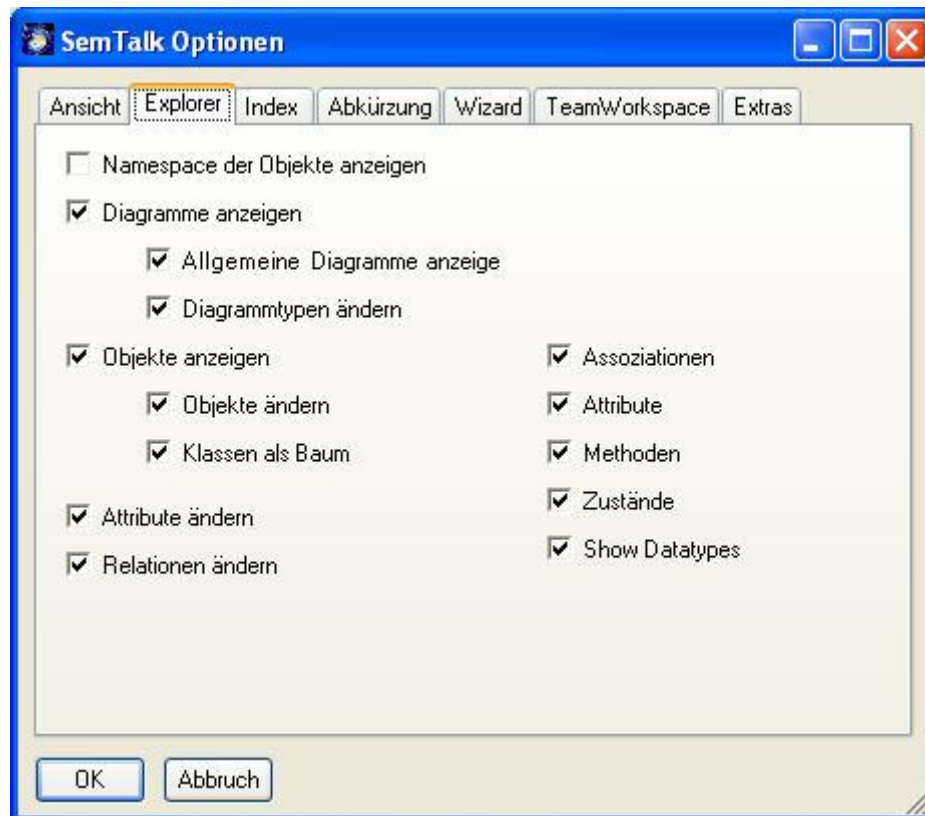 SemTalk Optionen
Ansicht Explorer Index Abkürzung Wizard TeamWorkspace Extras
Namespace der Objekte anzeigen
Diagramme anzeigen
Allgemeine Diagramme anzeige
Diagrammtypen ändern
Objekte anzeigen
Objekte ändern
Klassen als Baum
Attribute ändern
Relationen ändern
Assoziationen
Attribute
Methoden
Zustände
Show Datatypes
OK Abbruch